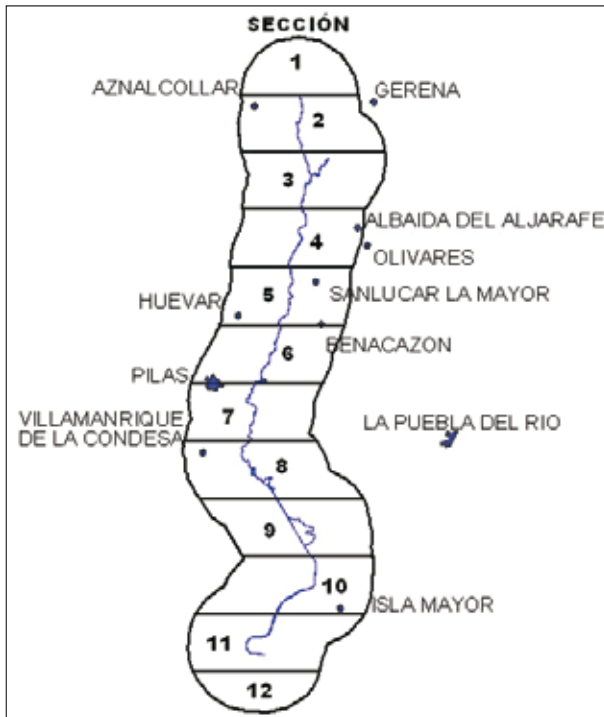 SECCIÓN
1
AZNALCOLLAR
GERENA
2
3
ALBAIDA DEL ALJARAFE
4
OLIVARES
5
SANLUCAR LA MAYOR
HUEVAR
6
BENACAZON
PILAS
7
VILLAMANRIQUE
DE LA CONDESA
LA PUEBLA DEL RIO
8
9
10
ISLA MAYOR
11
12